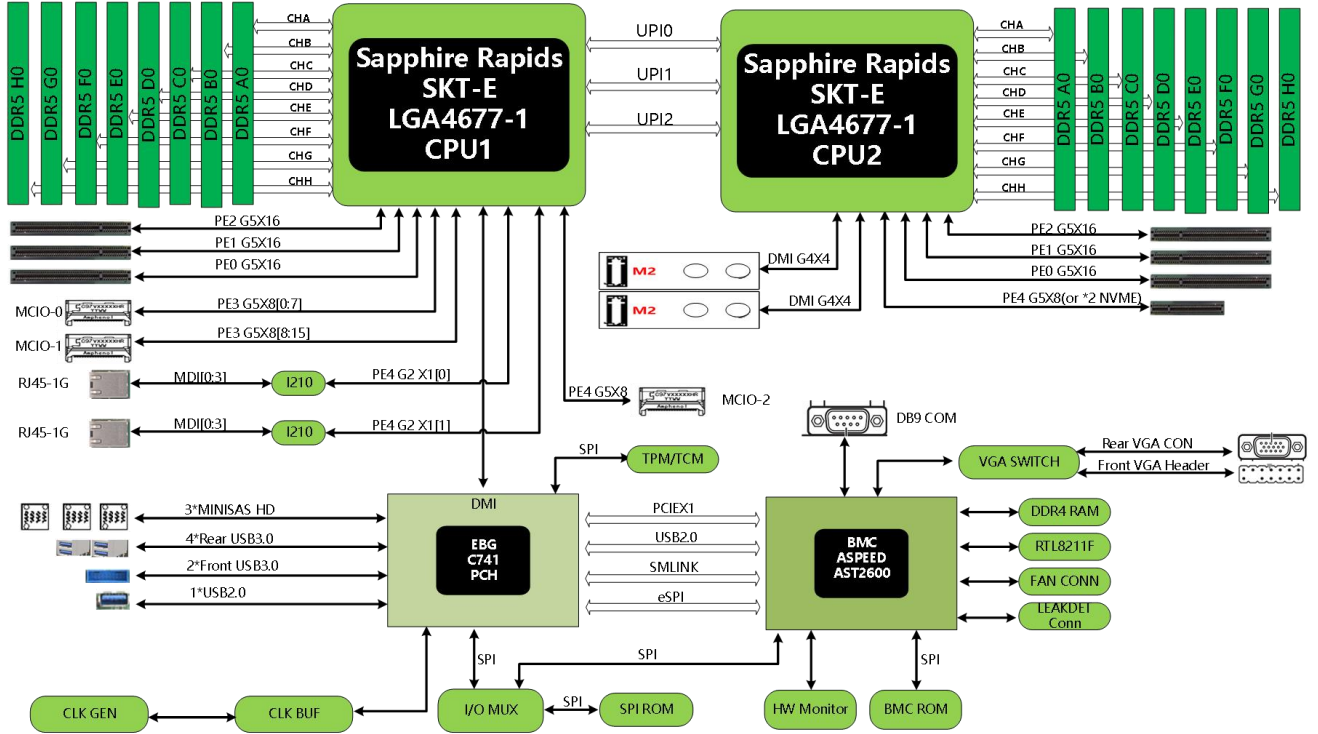 DDR5 H0
DDR5 G0
DDR5 F0
DDR5 E0
DDR5 D0
DDR5 C0
DDR5 B0
DDR5 A0
CHA
CHB
CHC
CHD
CHE
CHF
CHG
CHH
Sapphire Rapids
SKT-E
LGA4677-1
CPU1
UPI0
UPI1
UPI2
Sapphire Rapids
SKT-E
LGA4677-1
CPU2
CHA
CHB
CHC
CHD
CHE
CHF
CHG
CHH
DDR5 A0
DDR5 B0
DDR5 C0
DDR5 D0
DDR5 E0
DDR5 F0
DDR5 G0
DDR5 H0
PE2 G5X16
PE1 G5X16
PE0 G5X16
MCIO-0
PE3 G5X8[0:7]
MCIO-1
PE3 G5X8[8:15]
RJ45-1G
MDI[0:3]
I210
PE4 G2 X1[0]
RJ45-1G
MDI[0:3]
I210
PE4 G2 X1[1]
M2
DMI G4X4
M2
DMI G4X4
PE2 G5X16
PE1 G5X16
PE0 G5X16
PE4 G5X8(or *2 NVME)
PE4 G5X8
MCIO-2
DB9 COM
SPI
TPM/TCM
VGA SWITCH
Rear VGA CON
Front VGA Header
3*MINISAS HD
4*Rear USB3.0
2*Front USB3.0
1*USB2.0
DMI
EBG
C741
PCH
PCIEX1
USB2.0
SMLINK
eSPI
BMC
ASPEED
AST2600
DDR4 RAM
RTL8211F
FAN CONN
LEAKDET
Conn
SPI
SPI
SPI
CLK GEN
CLK BUF
I/O MUX
SPI
SPI ROM
HW Monitor
BMC ROM